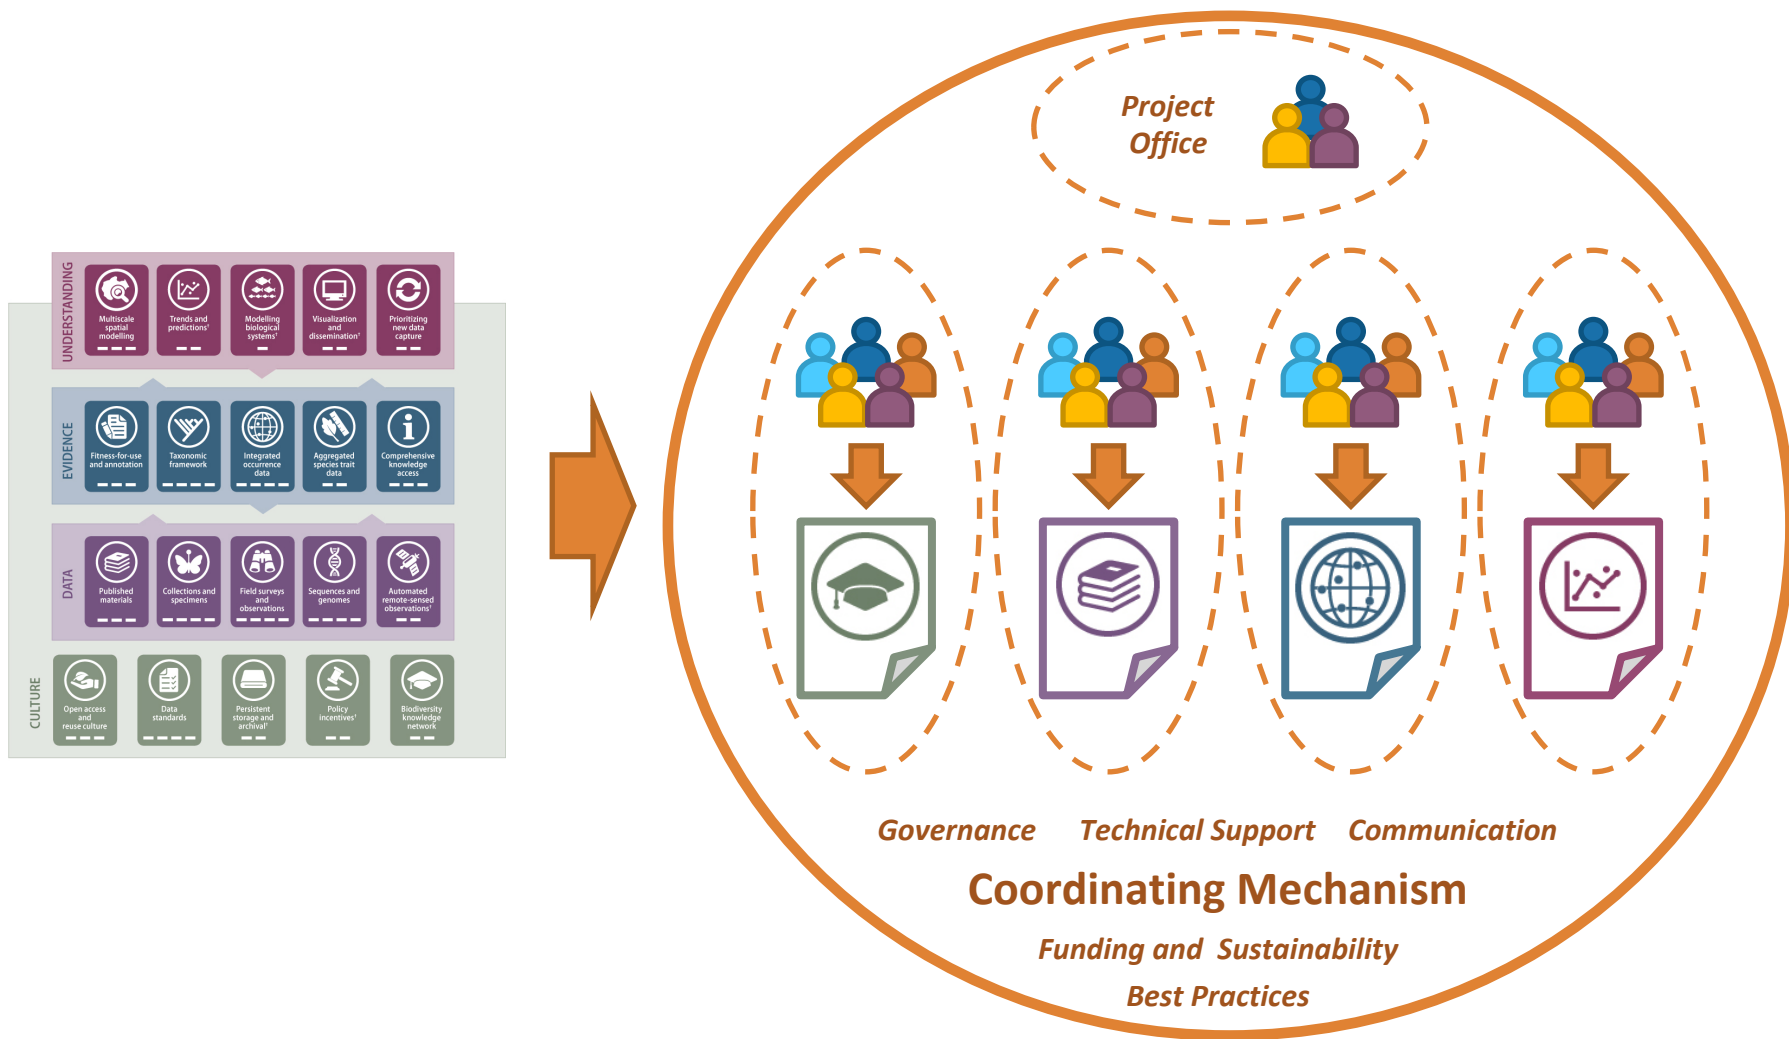 UNDERSTANDING
Multiscale
spatial
modelling
Trends and
predictions†
Modelling
biological
systems†
Visualization
and
dissemination†
Prioritizing
new data
capture
EVIDENCE
Fitness-for-use
and annotation
Taxonomic
framework
Integrated
occurrence
data
Aggregated
species trait
data
Comprehensive
knowledge
access
DATA
Published
materials
Collections and
specimens
Field surveys
and
observations
Sequences and
genomes
Automated
remote-sensed
observations†
CULTURE
Open access
and
reuse culture
Data
standards
Persistent
storage and
archival†
Policy
incentives†
Biodiversity
knowledge
network
Project
Office
Governance
Technical Support
Communication
Coordinating Mechanism
Funding and Sustainability
Best Practices